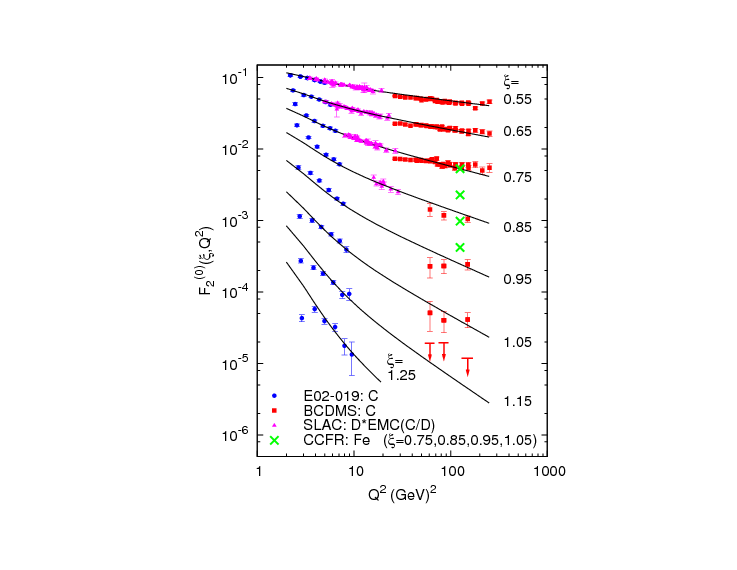 10⁻¹
10⁻²
10⁻³
10⁻⁴
10⁻⁵
10⁻⁶
F₂⁽⁰⁾(ξ,Q²)
ξ=
0.55
0.65
0.75
0.85
0.95
1.05
1.15
ξ=
1.25
E02-019: C
BCDMS: C
SLAC: D*EMC(C/D)
CCFR: Fe (ξ=0.75,0.85,0.95,1.05)
1 10 100 1000
Q² (GeV)²